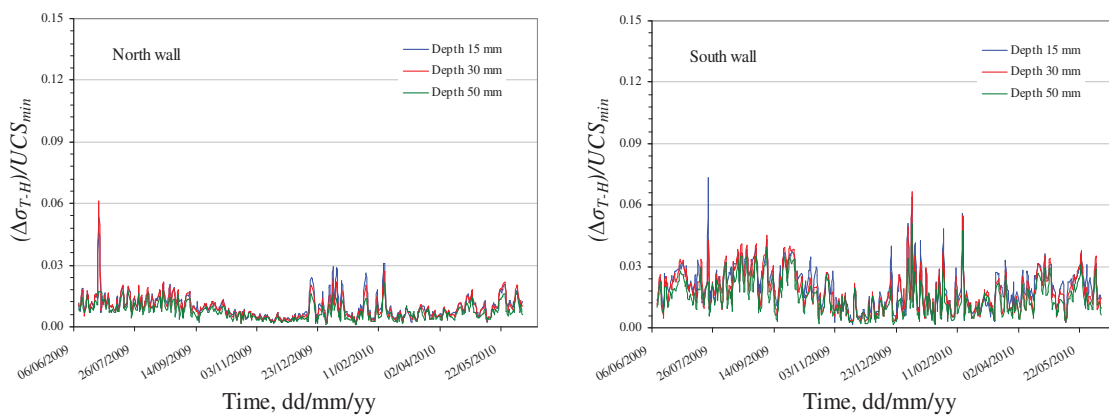 0.15
0.12
0.09
0.06
0.03
0.00
(Δσ_{T-H})/UCS_{min}
North wall
Depth 15 mm
Depth 30 mm
Depth 50 mm
06/06/2009
26/07/2009
14/09/2009
03/11/2009
23/12/2009
11/02/2010
02/04/2010
22/05/2010
Time, dd/mm/yy
0.15
0.12
0.09
0.06
0.03
0.00
(Δσ_{T-H})/UCS_{min}
South wall
Depth 15 mm
Depth 30 mm
Depth 50 mm
06/06/2009
26/07/2009
14/09/2009
03/11/2009
23/12/2009
11/02/2010
02/04/2010
22/05/2010
Time, dd/mm/yy